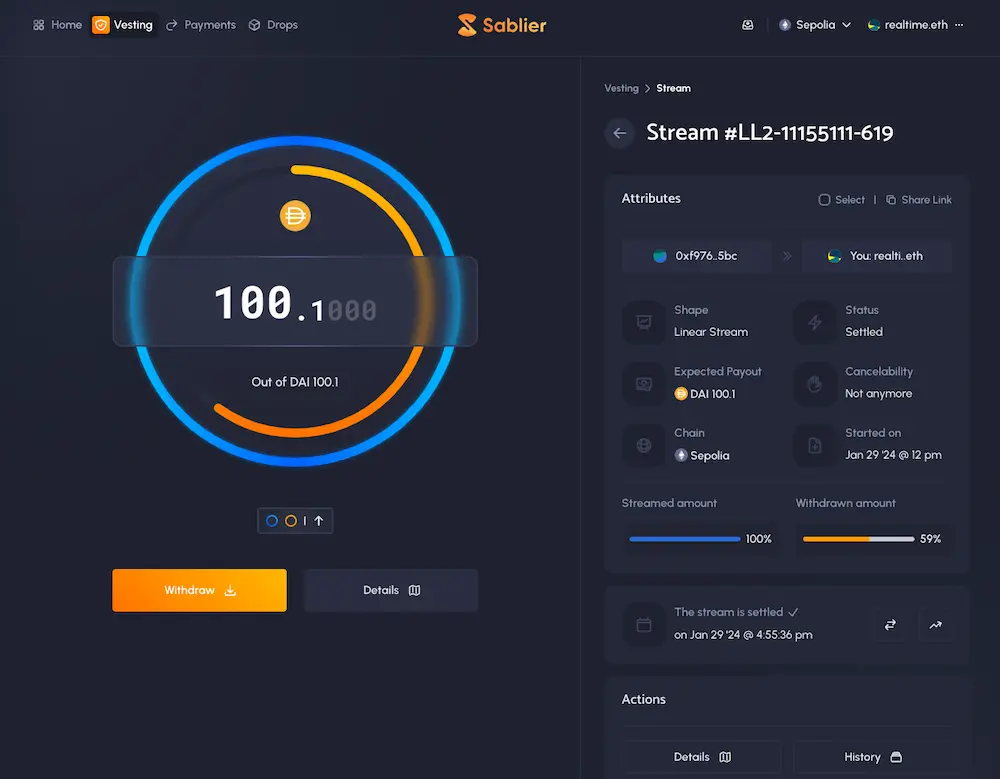 Home Vesting Payments Drops Sablier Sepolia realtime.eth
100.1000
Out of DAI 100.1
Withdraw Details
Vesting > Stream
Stream #LL2-11155111-619
Attributes Select | Share Link
0xf976..5bc You: realti..eth
Shape Status
Linear Stream Settled
Expected Payout Cancelability
DAI 100.1 Not anymore
Chain Started on
Sepolia Jan 29 '24 @ 12 pm
Streamed amount Withdrawn amount
100% 59%
The stream is settled
on Jan 29 '24 @ 4:55:36 pm
Actions
Details History